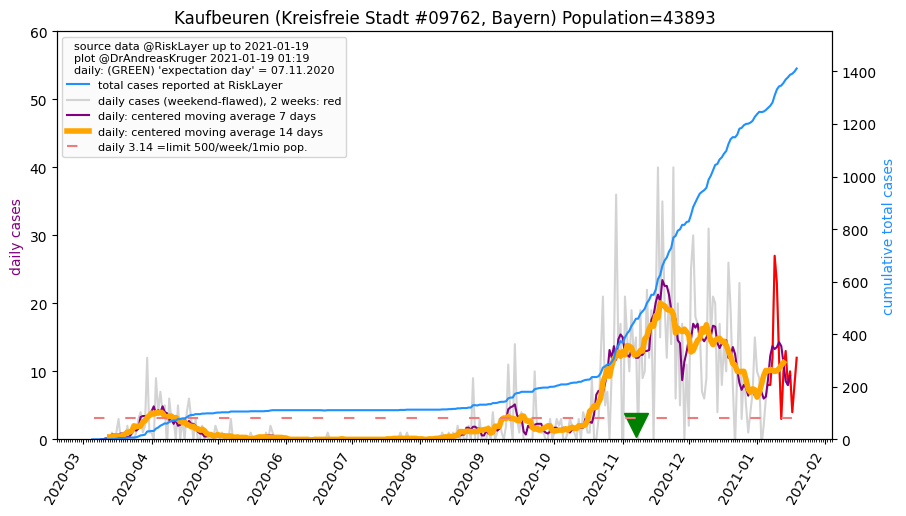 Kaufbeuren (Kreisfreie Stadt #09762, Bayern) Population=43893
source data @RiskLayer up to 2021-01-19
plot @DrAndreasKruger 2021-01-19 01:19
daily: (GREEN) 'expectation day' = 07.11.2020
total cases reported at RiskLayer
daily cases (weekend-flawed), 2 weeks: red
daily: centered moving average 7 days
daily: centered moving average 14 days
daily 3.14 =limit 500/week/1mio pop.
daily cases
60
50
40
30
20
10
0
cumulative total cases
1400
1200
1000
800
600
400
200
0
2020-03
2020-04
2020-05
2020-06
2020-07
2020-08
2020-09
2020-10
2020-11
2020-12
2021-01
2021-02